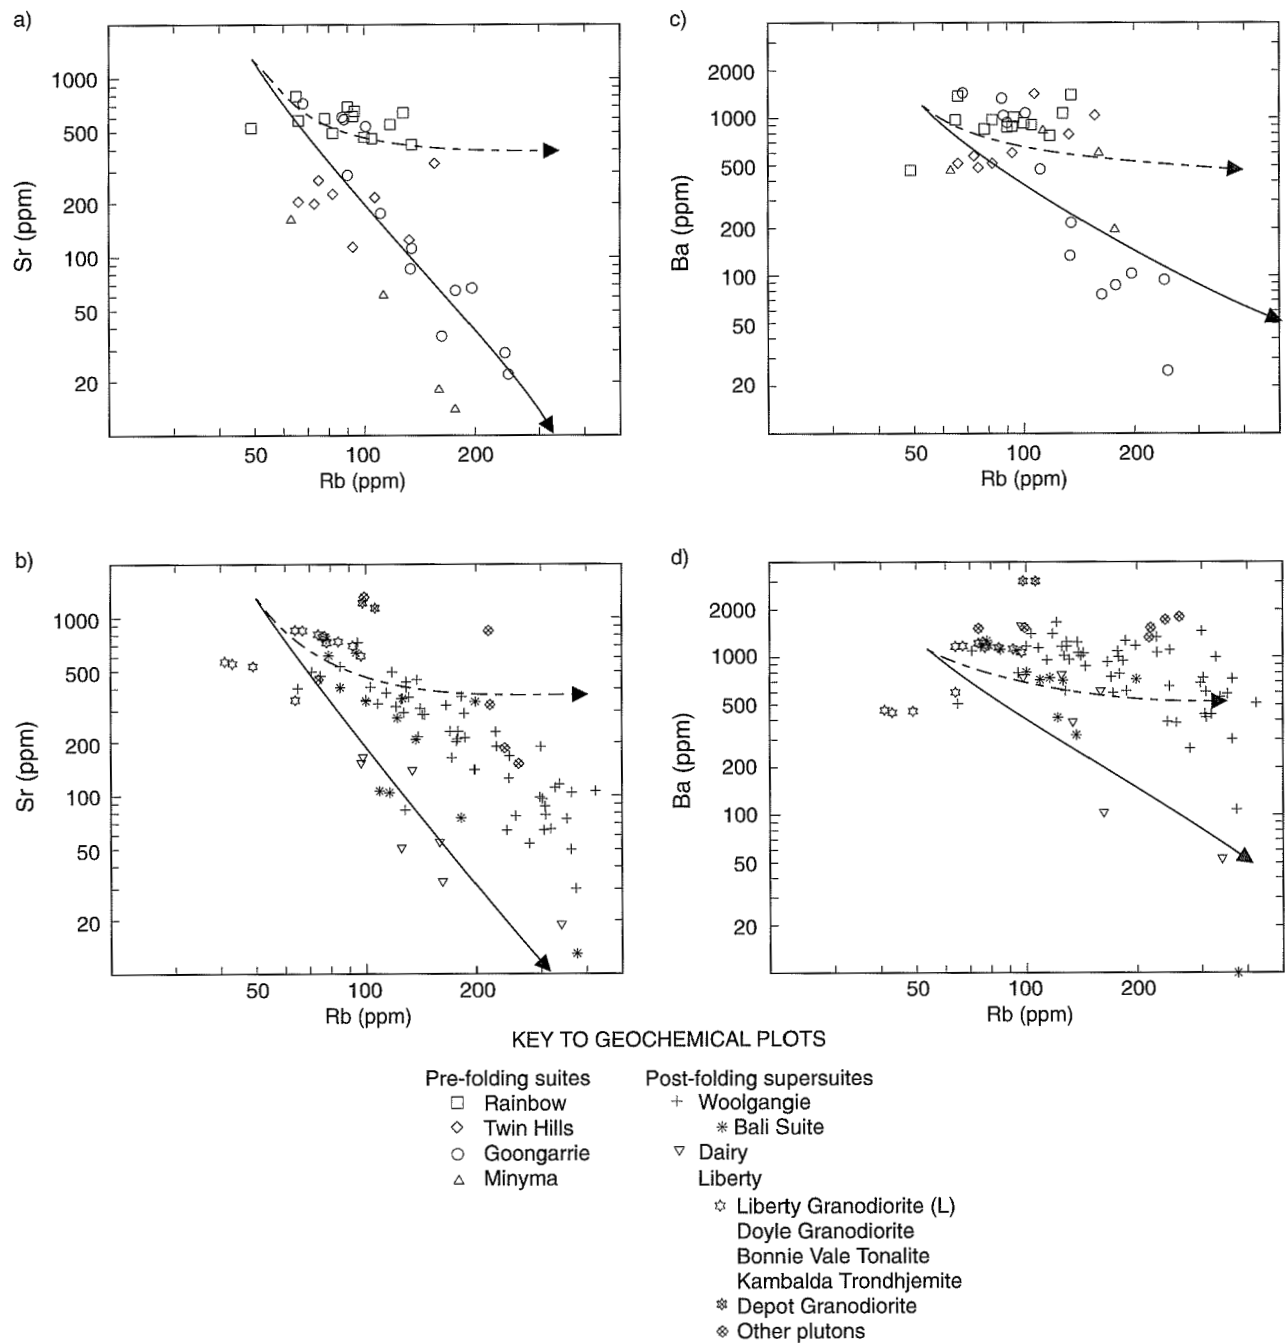 a)
1000
500
200
100
50
20
Sr (ppm)
50 100 200
Rb (ppm)
c)
2000
1000
500
200
100
50
20
Ba (ppm)
50 100 200
Rb (ppm)
b)
1000
500
200
100
50
20
Sr (ppm)
50 100 200
Rb (ppm)
d)
2000
1000
500
200
100
50
20
Ba (ppm)
50 100 200
Rb (ppm)
KEY TO GEOCHEMICAL PLOTS
Pre-folding suites
Rainbow
Twin Hills
Goongarrie
Minyma
Post-folding supersuites
Woolgangie
Bali Suite
Dairy
Liberty
Liberty Granodiorite (L)
Doyle Granodiorite
Bonnie Vale Tonalite
Kambalda Trondhjemite
Depot Granodiorite
Other plutons